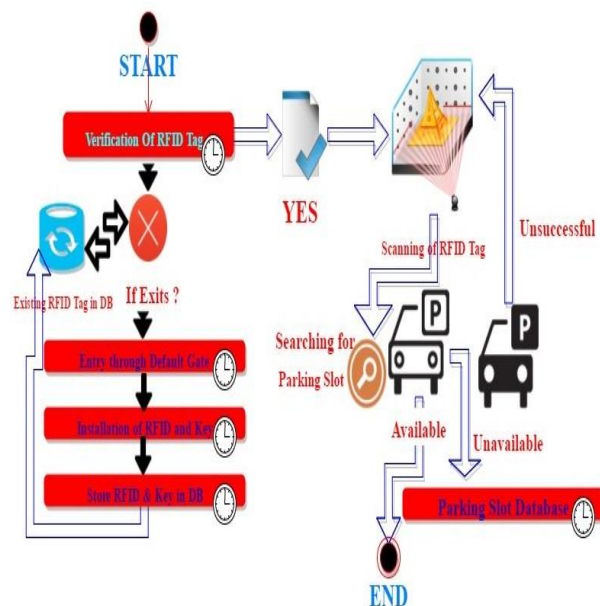 START
Verification Of RFID Tag
YES
Unsuccessful
Scanning of RFID Tag
Existing RFID Tag in DB
If Exits ?
Searching for
Parking Slot
P
P
Entry through Default Gate
Installation of RFID and Key
Available
Unavailable
Store RFID & Key in DB
Parking Slot Database
END